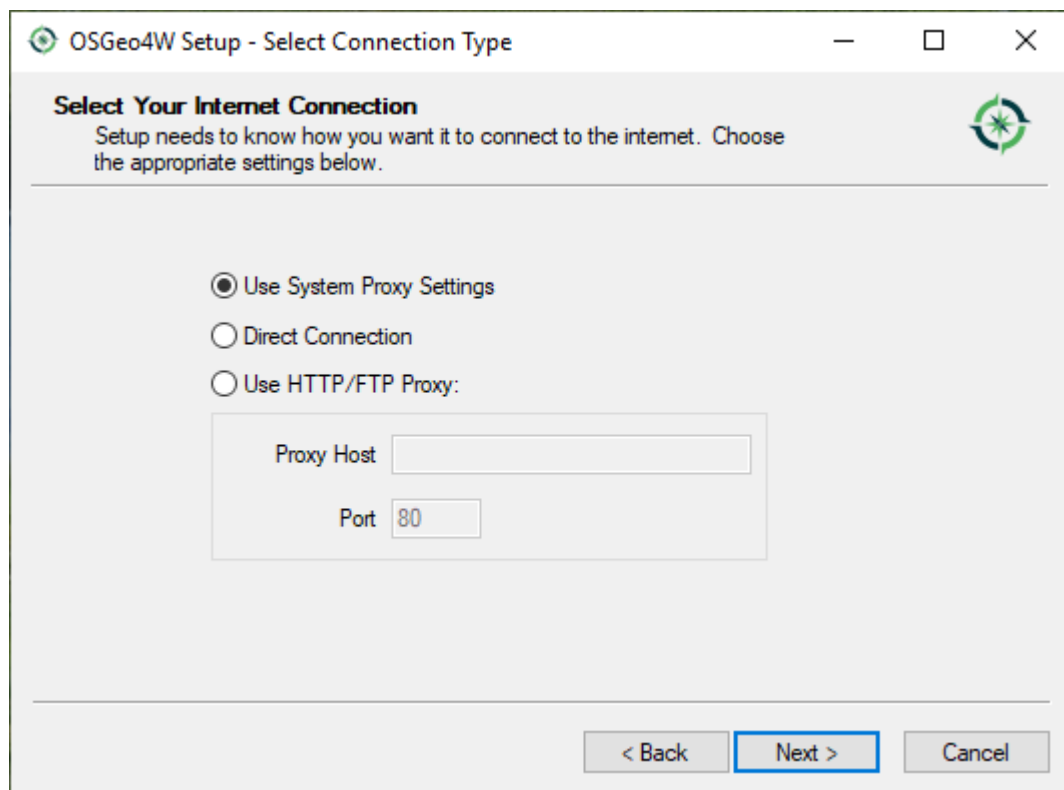 OSGeo4W Setup - Select Connection Type
Select Your Internet Connection
Setup needs to know how you want it to connect to the internet. Choose
the appropriate settings below.
Use System Proxy Settings
Direct Connection
Use HTTP/FTP Proxy:
Proxy Host
Port 80
< Back Next > Cancel